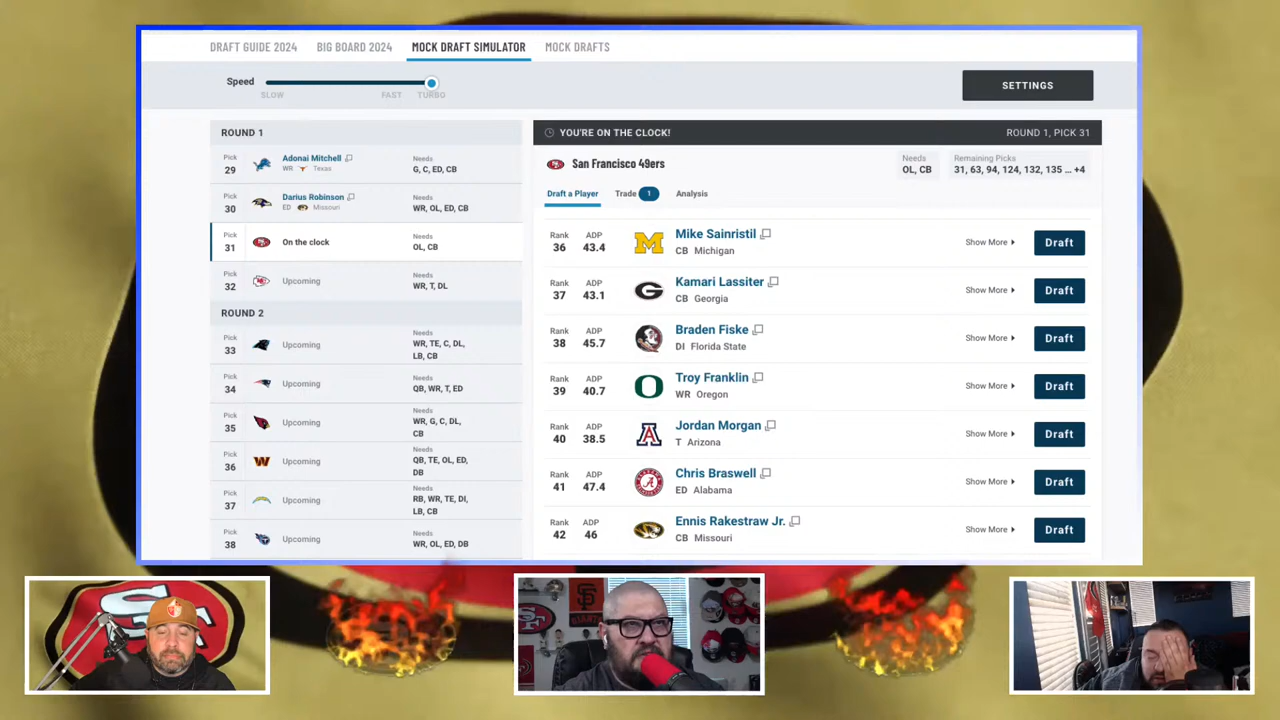 DRAFT GUIDE 2024 BIG BOARD 2024 MOCK DRAFT SIMULATOR MOCK DRAFTS
Speed
SLOW FAST TURBO
SETTINGS
ROUND 1
Pick 29 Adonai Mitchell WR Texas Needs G, C, ED, CB
Pick 30 Darius Robinson ED Missouri Needs WR, OL, ED, CB
Pick 31 On the clock Needs OL, CB
Pick 32 Upcoming Needs WR, T, DL
ROUND 2
Pick 33 Upcoming Needs WR, TE, C, DL, LB, CB
Pick 34 Upcoming Needs QB, WR, T, ED
Pick 35 Upcoming Needs WR, G, C, DL, CB
Pick 36 Upcoming Needs QB, TE, OL, ED, DB
Pick 37 Upcoming Needs RB, WR, TE, DI, LB, CB
Pick 38 Upcoming Needs WR, OL, ED, DB
YOU'RE ON THE CLOCK! ROUND 1, PICK 31
San Francisco 49ers Needs OL, CB Remaining Picks 31, 63, 94, 124, 132, 135 ... +4
Draft a Player Trade 1 Analysis
Rank 36 ADP 43.4 Mike Sainristil CB Michigan Show More Draft
Rank 37 ADP 43.1 Kamari Lassiter CB Georgia Show More Draft
Rank 38 ADP 45.7 Braden Fiske DI Florida State Show More Draft
Rank 39 ADP 40.7 Troy Franklin WR Oregon Show More Draft
Rank 40 ADP 38.5 Jordan Morgan T Arizona Show More Draft
Rank 41 ADP 47.4 Chris Braswell ED Alabama Show More Draft
Rank 42 ADP 46 Ennis Rakestraw Jr. CB Missouri Show More Draft